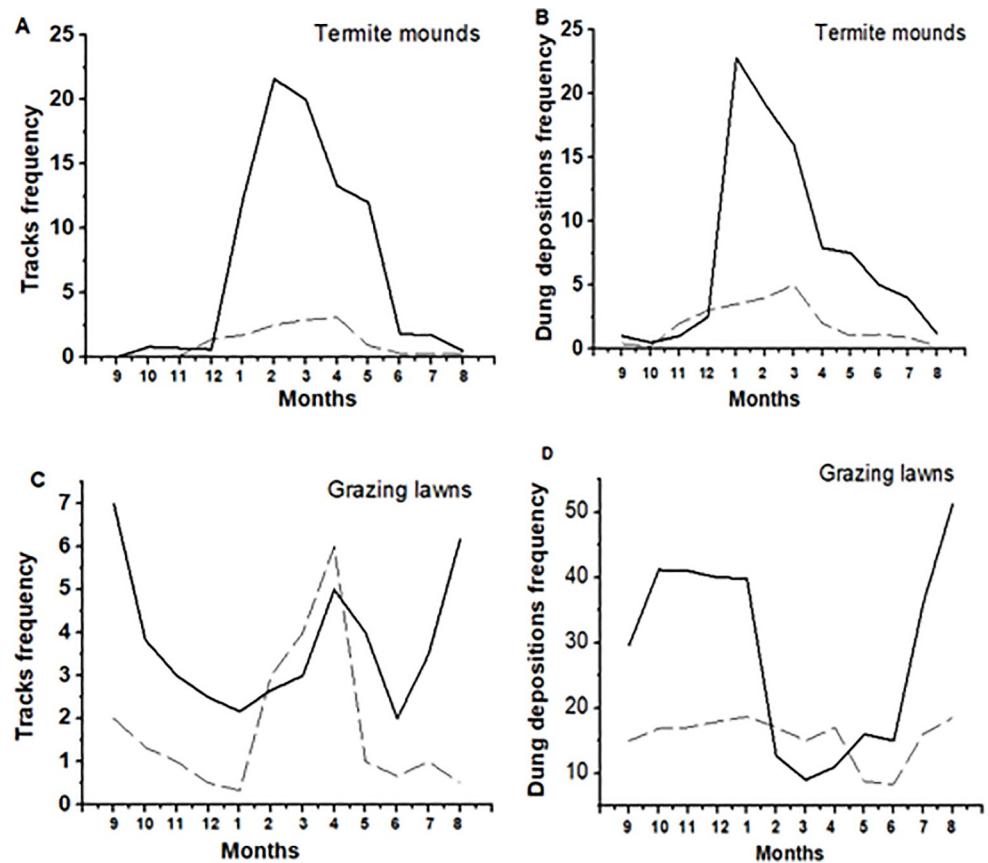 A
Termite mounds
25
20
15
10
5
0
Tracks frequency
9 10 11 12 1 2 3 4 5 6 7 8
Months
B
Termite mounds
25
20
15
10
5
0
Dung depositions frequency
9 10 11 12 1 2 3 4 5 6 7 8
Months
C
Grazing lawns
7
6
5
4
3
2
1
0
Tracks frequency
9 10 11 12 1 2 3 4 5 6 7 8
Months
D
Grazing lawns
50
40
30
20
10
Dung depositions frequency
9 10 11 12 1 2 3 4 5 6 7 8
Months